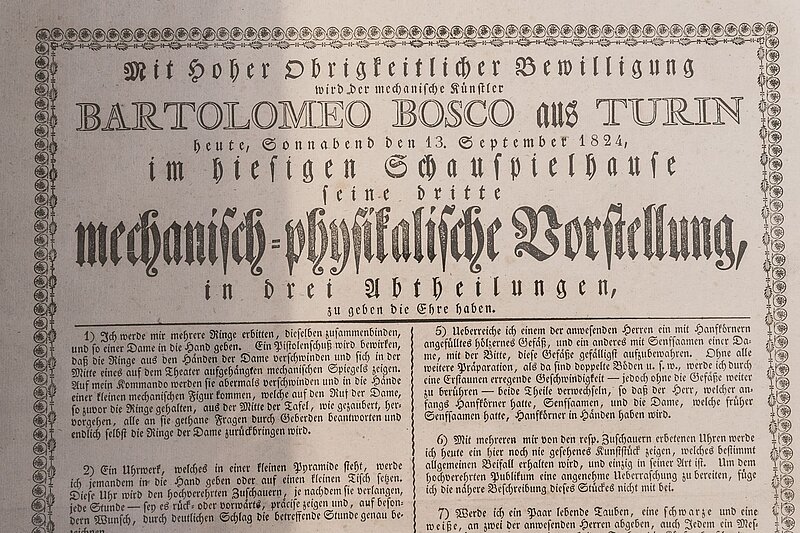 Mit Hoher Obrigkeitlicher Bewilligung
wird der mechanische Künstler
BARTOLOMEO BOSCO aus TURIN
heute, Sonnabend den 13. September 1824,
im hiesigen Schauspielhause
seine dritte
mechanisch-physikalische Vorstellung,
in drei Abtheilungen,
zu geben die Ehre haben.
1) Ich werde mir mehrere Ringe erbitten, dieselben zusammenbinden,
und so einer Dame in die Hand geben. Ein Pistolenschuß wird bewirken,
daß die Ringe aus den Händen der Dame verschwinden und sich in der
Mitte eines auf dem Theater aufgehängten mechanischen Spiegels zeigen.
Auf mein Kommando werden sie abermals verschwinden und in die Hände
einer kleinen mechanischen Figur kommen, welche auf den Ruf der Dame,
so zuvor die Ringe gehalten, aus der Mitte der Tafel, wie gezaubert, her-
vorgehen, alle an sie gethane Fragen durch Geberden beantworten und
endlich selbst die Ringe der Dame zurückbringen wird.
2) Ein Uhrwerk, welches in einer kleinen Pyramide steht, werde
ich jemandem in die Hand geben oder auf einen kleinen Tisch setzen.
Diese Uhr wird den hochverehrten Zuschauern, je nachdem sie verlangen,
jede Stunde — sey es rück- oder vorwärts, präcise zeigen und, auf beson-
dern Wunsch, durch deutlichen Schlag die betreffende Stunde genau be-
zeichnen.
5) Ueberreiche ich einem der anwesenden Herren ein mit Hanfkörnern
angefülltes hölzernes Gefäß, und ein anderes mit Senfsaamen einer Da-
me, mit der Bitte, diese Gefäße gefälligst aufzubewahren. Ohne alle
weitere Präparation, als da sind doppelte Böden u. s. w., werde ich durch
eine Erstaunen erregende Geschwindigkeit — jedoch ohne die Gefäße weiter
zu berühren — beide Theile verwechseln, so daß der Herr, welcher an-
fangs Hanfkörner hatte, Senfsaamen, und die Dame, welche früher
Senfsaamen hatte, Hanfkörner in Händen haben wird.
6) Mit mehreren mir von den resp. Zuschauern erbetenen Uhren werde
ich heute ein hier noch nie gesehenes Kunststück zeigen, welches bestimmt
allgemeinen Beifall erhalten wird, und einzig in seiner Art ist. Um dem
hochverehrten Publikum eine angenehme Ueberraschung zu bereiten, füge
ich die nähere Beschreibung dieses Stückes nicht mit bei.
7) Werde ich ein Paar lebende Tauben, eine schwarze und eine
weiße, an zwei der anwesenden Herren abgeben, auch Jedem ein Mes-